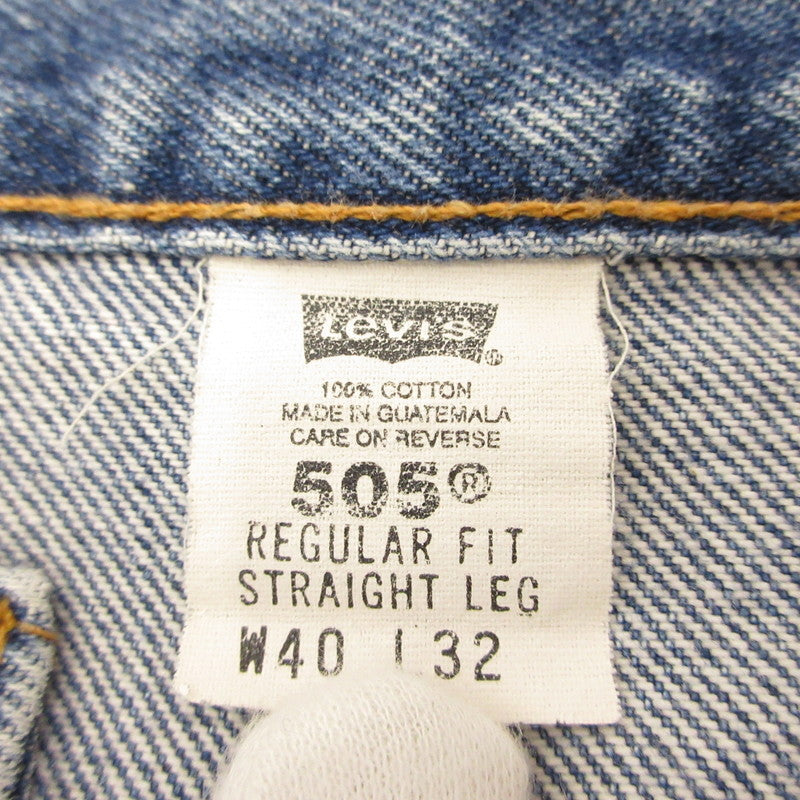 Levi's®
100% COTTON
MADE IN GUATEMALA
CARE ON REVERSE
505®
REGULAR FIT
STRAIGHT LEG
W40 L32